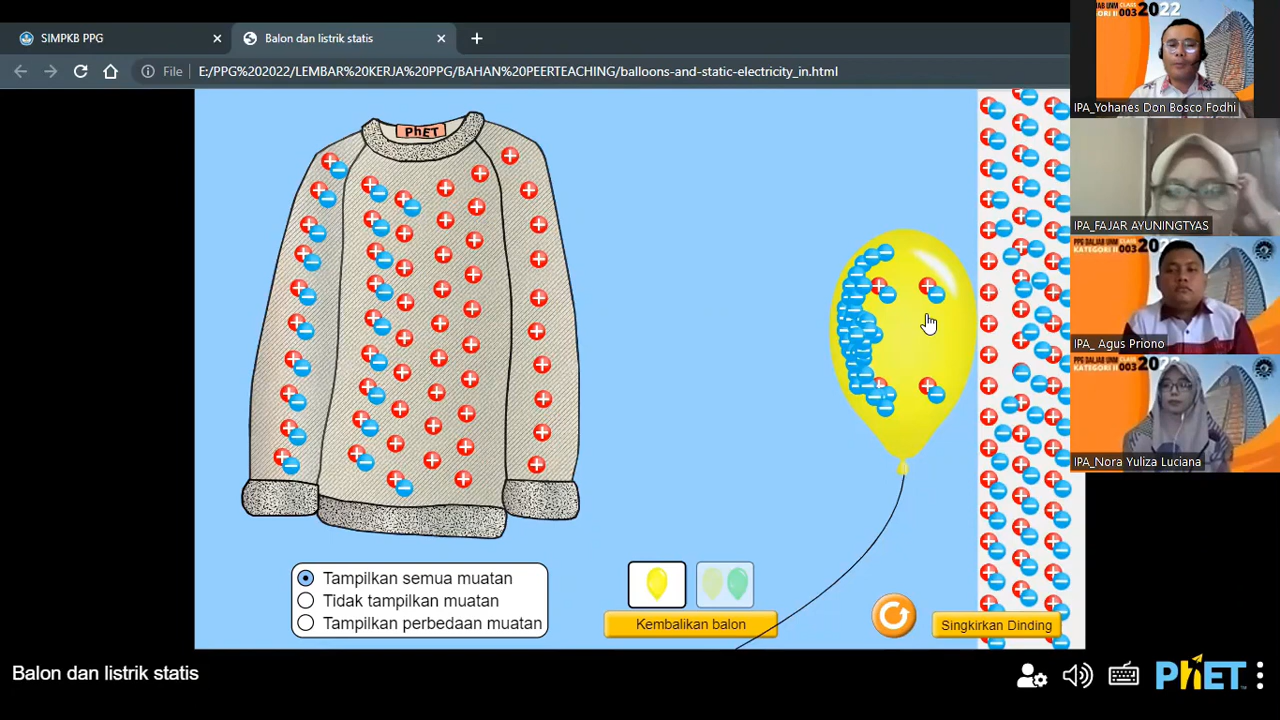 SIMPKB PPG
Balon dan listrik statis
File
E:/PPG%202022/LEMBAR%20KERJA%20PPG/BAHAN%20PEERTEACHING/balloons-and-static-electricity_in.html
PhET
Tampilkan semua muatan
Tidak tampilkan muatan
Tampilkan perbedaan muatan
Kembalikan balon
Singkirkan Dinding
Balon dan listrik statis
PhET
IPA_Yohanes Don Bosco Fodhi
IPA_FAJAR AYUNINGTYAS
IPA_ Agus Priono
IPA_Nora Yuliza Luciana